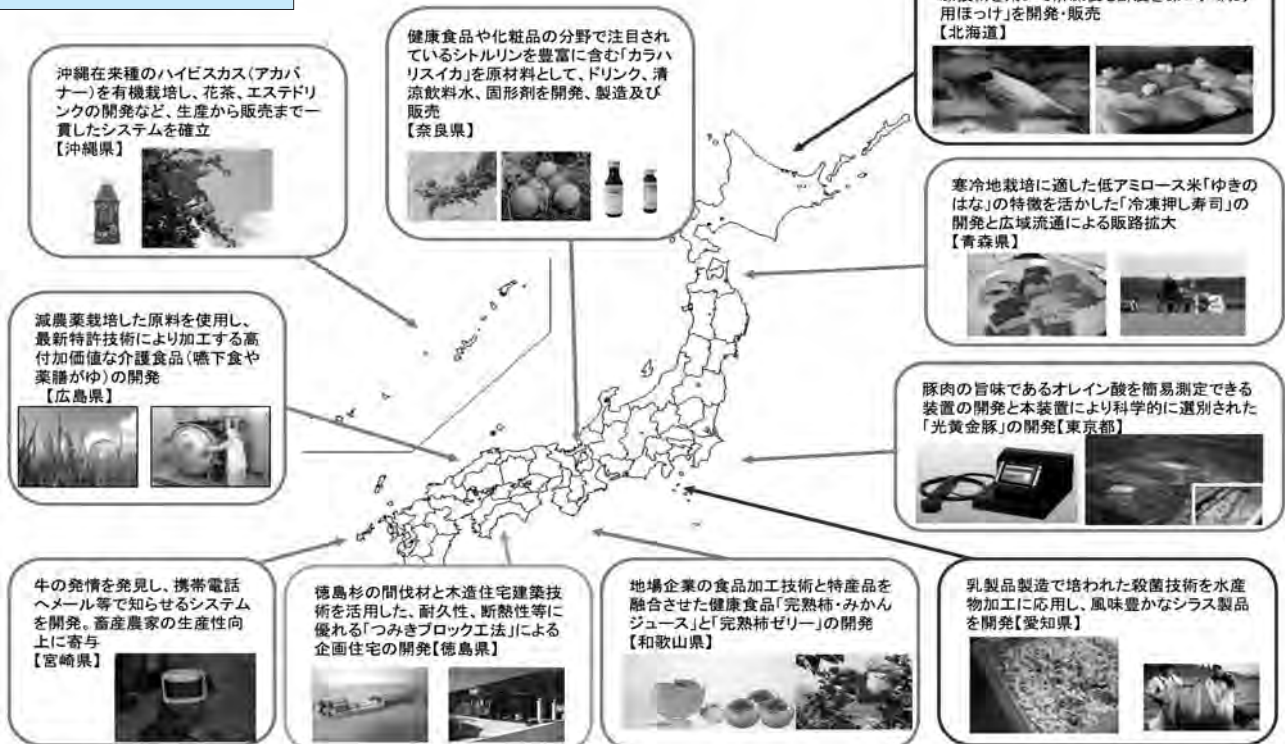 用ほっけ」を開発・販売
【北海道】
健康食品や化粧品の分野で注目され
ているシトルリンを豊富に含む「カラハ
リスイカ」を原材料として、ドリンク、清
涼飲料水、固形剤を開発、製造及び
販売
【奈良県】
沖縄在来種のハイビスカス(アカバ
ナー)を有機栽培し、花茶、エステドリ
ンクの開発など、生産から販売まで一
貫したシステムを確立
【沖縄県】
寒冷地栽培に適した低アミロース米「ゆきの
はな」の特徴を活かした「冷凍押し寿司」の
開発と広域流通による販路拡大
【青森県】
減農薬栽培した原料を使用し、
最新特許技術により加工する高
付加価値な介護食品(嚥下食や
薬膳がゆ)の開発
【広島県】
豚肉の旨味であるオレイン酸を簡易測定できる
装置の開発と本装置により科学的に選別された
「光黄金豚」の開発【東京都】
牛の発情を発見し、携帯電話
へメール等で知らせるシステム
を開発。畜産農家の生産性向
上に寄与
【宮崎県】
徳島杉の間伐材と木造住宅建築技
術を活用した、耐久性、断熱性等に
優れる「つみきブロック工法」による
企画住宅の開発【徳島県】
地場企業の食品加工技術と特産品を
融合させた健康食品「完熟柿・みかん
ジュース」と「完熟柿ゼリー」の開発
【和歌山県】
乳製品製造で培われた殺菌技術を水産
物加工に応用し、風味豊かなシラス製品
を開発【愛知県】